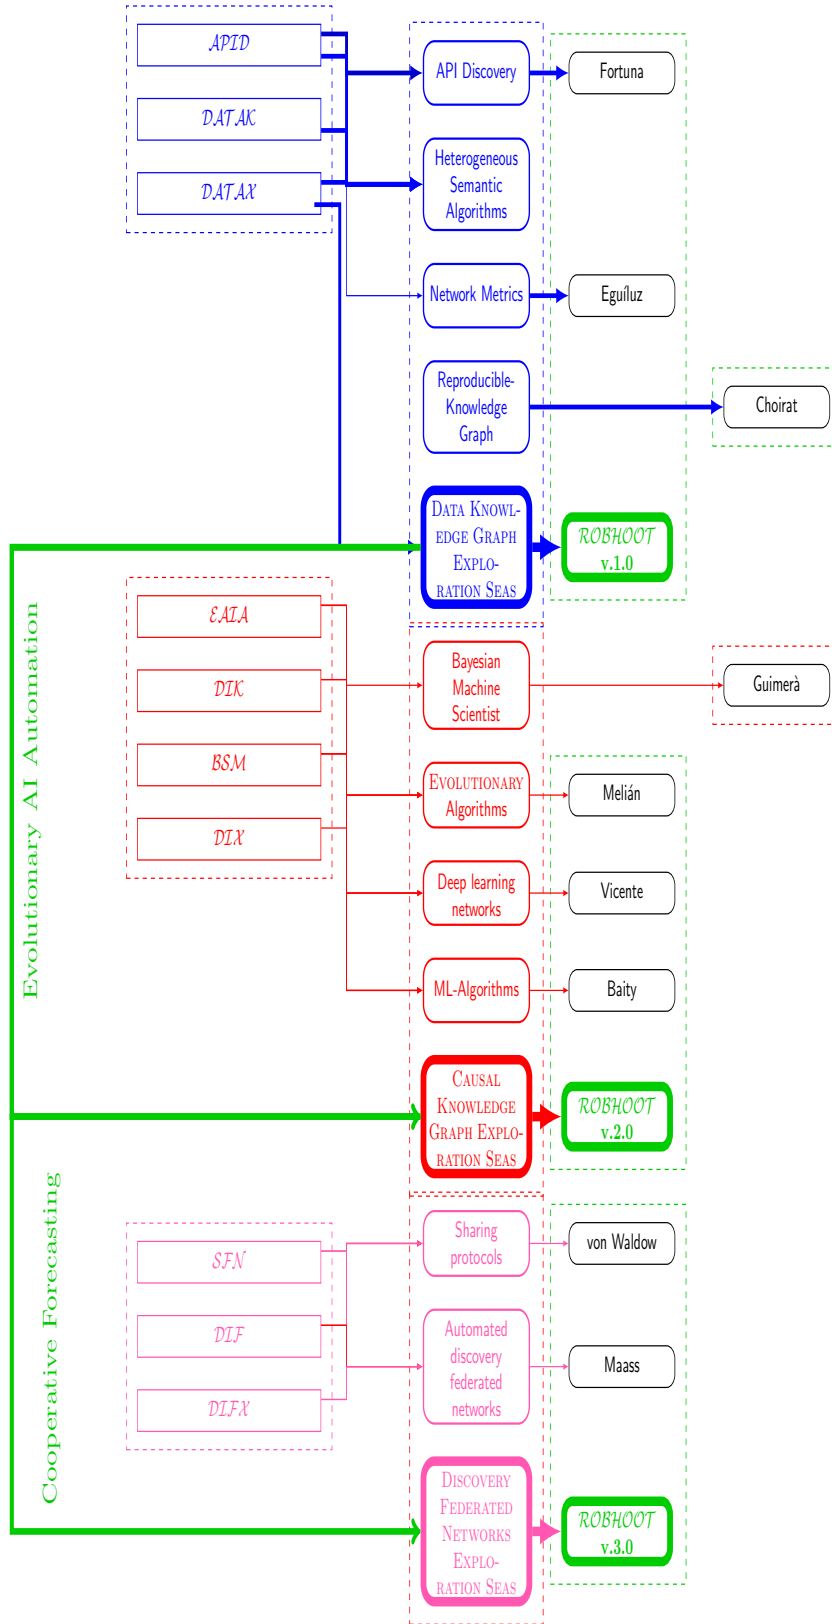 APID
DATAK
DATAX
API Discovery
Fortuna
Heterogeneous
Semantic
Algorithms
Network Metrics
Eguíluz
Reproducible-
Knowledge
Graph
Choirat
DATA KNOWL-
EDGE GRAPH
EXPLO-
RATION SEAS
ROBHOOT
v.1.0
Evolutionary AI Automation
EAIA
DIK
BSM
DIX
Bayesian
Machine
Scientist
Guimerà
EVOLUTIONARY
Algorithms
Melián
Deep learning
networks
Vicente
ML-Algorithms
Baity
CAUSAL
KNOWLEDGE
GRAPH EXPLO-
RATION SEAS
ROBHOOT
v.2.0
Cooperative Forecasting
SFN
DIF
DIFX
Sharing
protocols
von Waldow
Automated
discovery
federated
networks
Maass
DISCOVERY
FEDERATED
NETWORKS
EXPLO-
RATION SEAS
ROBHOOT
v.3.0